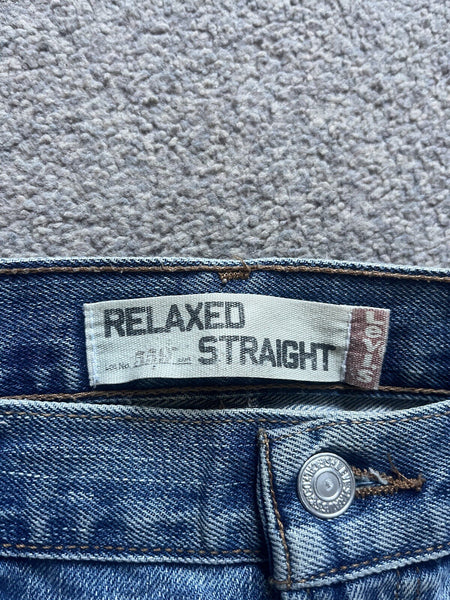 RELAXED
Lot No.
STRAIGHT
Levi's